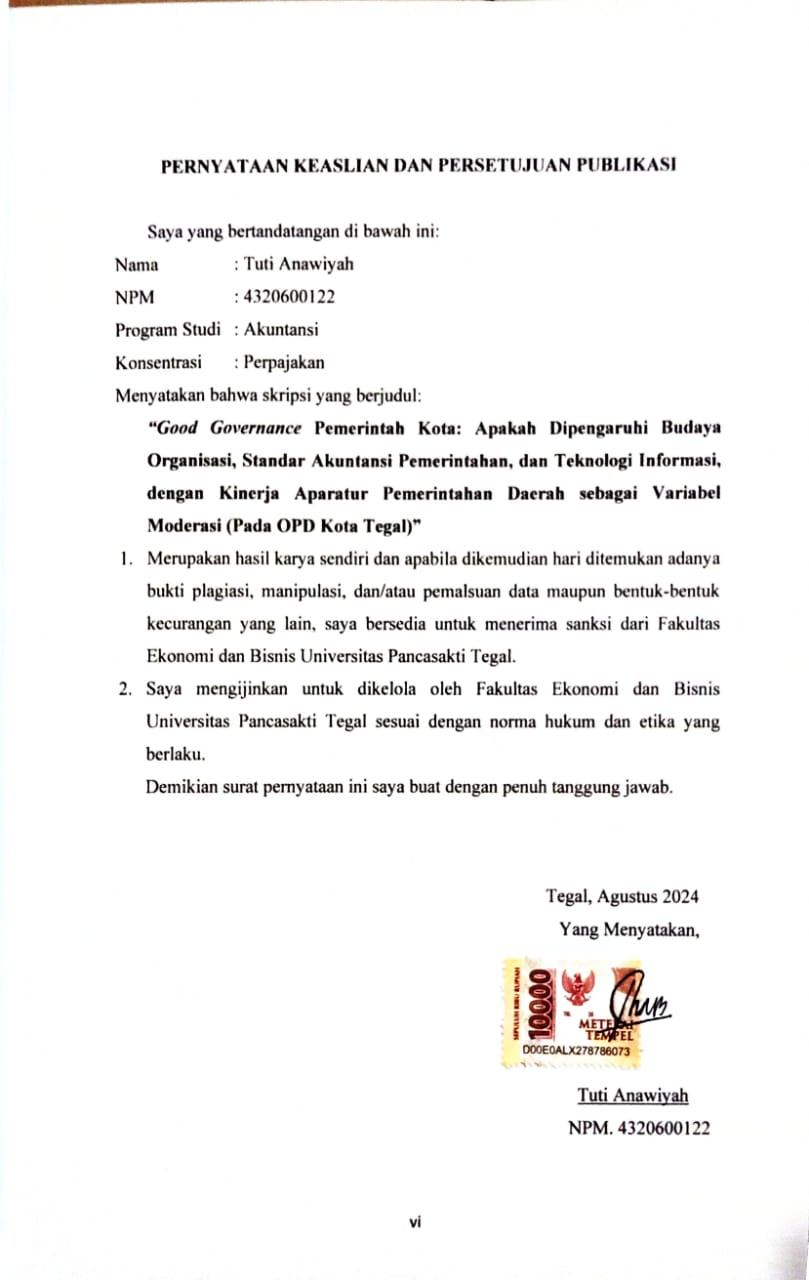 PERNYATAAN KEASLIAN DAN PERSETUJUAN PUBLIKASI
Saya yang bertandatangan di bawah ini:
Nama : Tuti Anawiyah
NPM : 4320600122
Program Studi : Akuntansi
Konsentrasi : Perpajakan
Menyatakan bahwa skripsi yang berjudul:
“Good Governance Pemerintah Kota: Apakah Dipengaruhi Budaya
Organisasi, Standar Akuntansi Pemerintahan, dan Teknologi Informasi,
dengan Kinerja Aparatur Pemerintahan Daerah sebagai Variabel
Moderasi (Pada OPD Kota Tegal)”
1. Merupakan hasil karya sendiri dan apabila dikemudian hari ditemukan adanya
bukti plagiasi, manipulasi, dan/atau pemalsuan data maupun bentuk-bentuk
kecurangan yang lain, saya bersedia untuk menerima sanksi dari Fakultas
Ekonomi dan Bisnis Universitas Pancasakti Tegal.
2. Saya mengijinkan untuk dikelola oleh Fakultas Ekonomi dan Bisnis
Universitas Pancasakti Tegal sesuai dengan norma hukum dan etika yang
berlaku.
Demikian surat pernyataan ini saya buat dengan penuh tanggung jawab.
Tegal, Agustus 2024
Yang Menyatakan,
SEPULUH RIBU RUPIAH
10000
METERAI
TEMPEL
D00E0ALX278786073
Tuti Anawiyah
NPM. 4320600122
vi